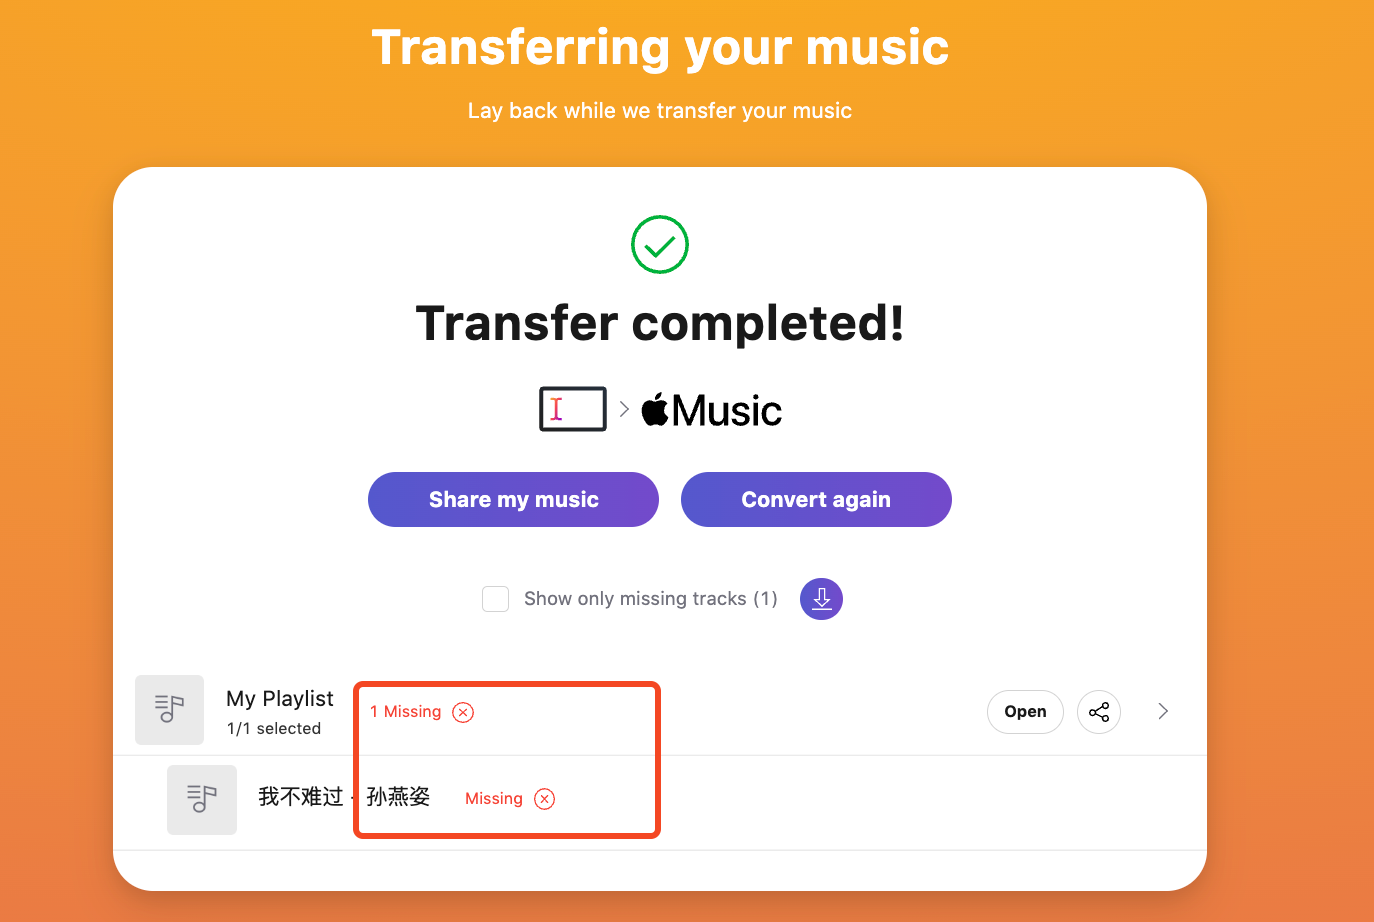 Transferring your music
Lay back while we transfer your music
Transfer completed!
Music
Share my music
Convert again
Show only missing tracks (1)
My Playlist
1 Missing
1/1 selected
Open
我不难过 - 孙燕姿
Missing